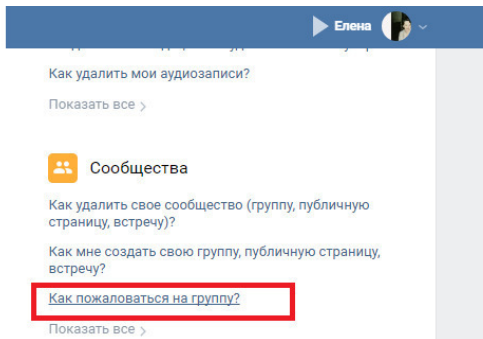 Елена
Как удалить мои аудиозаписи?
Показать все
Сообщества
Как удалить свое сообщество (группу, публичную
страницу, встречу)?
Как мне создать свою группу, публичную страницу,
встречу?
Как пожаловаться на группу?
Показать все